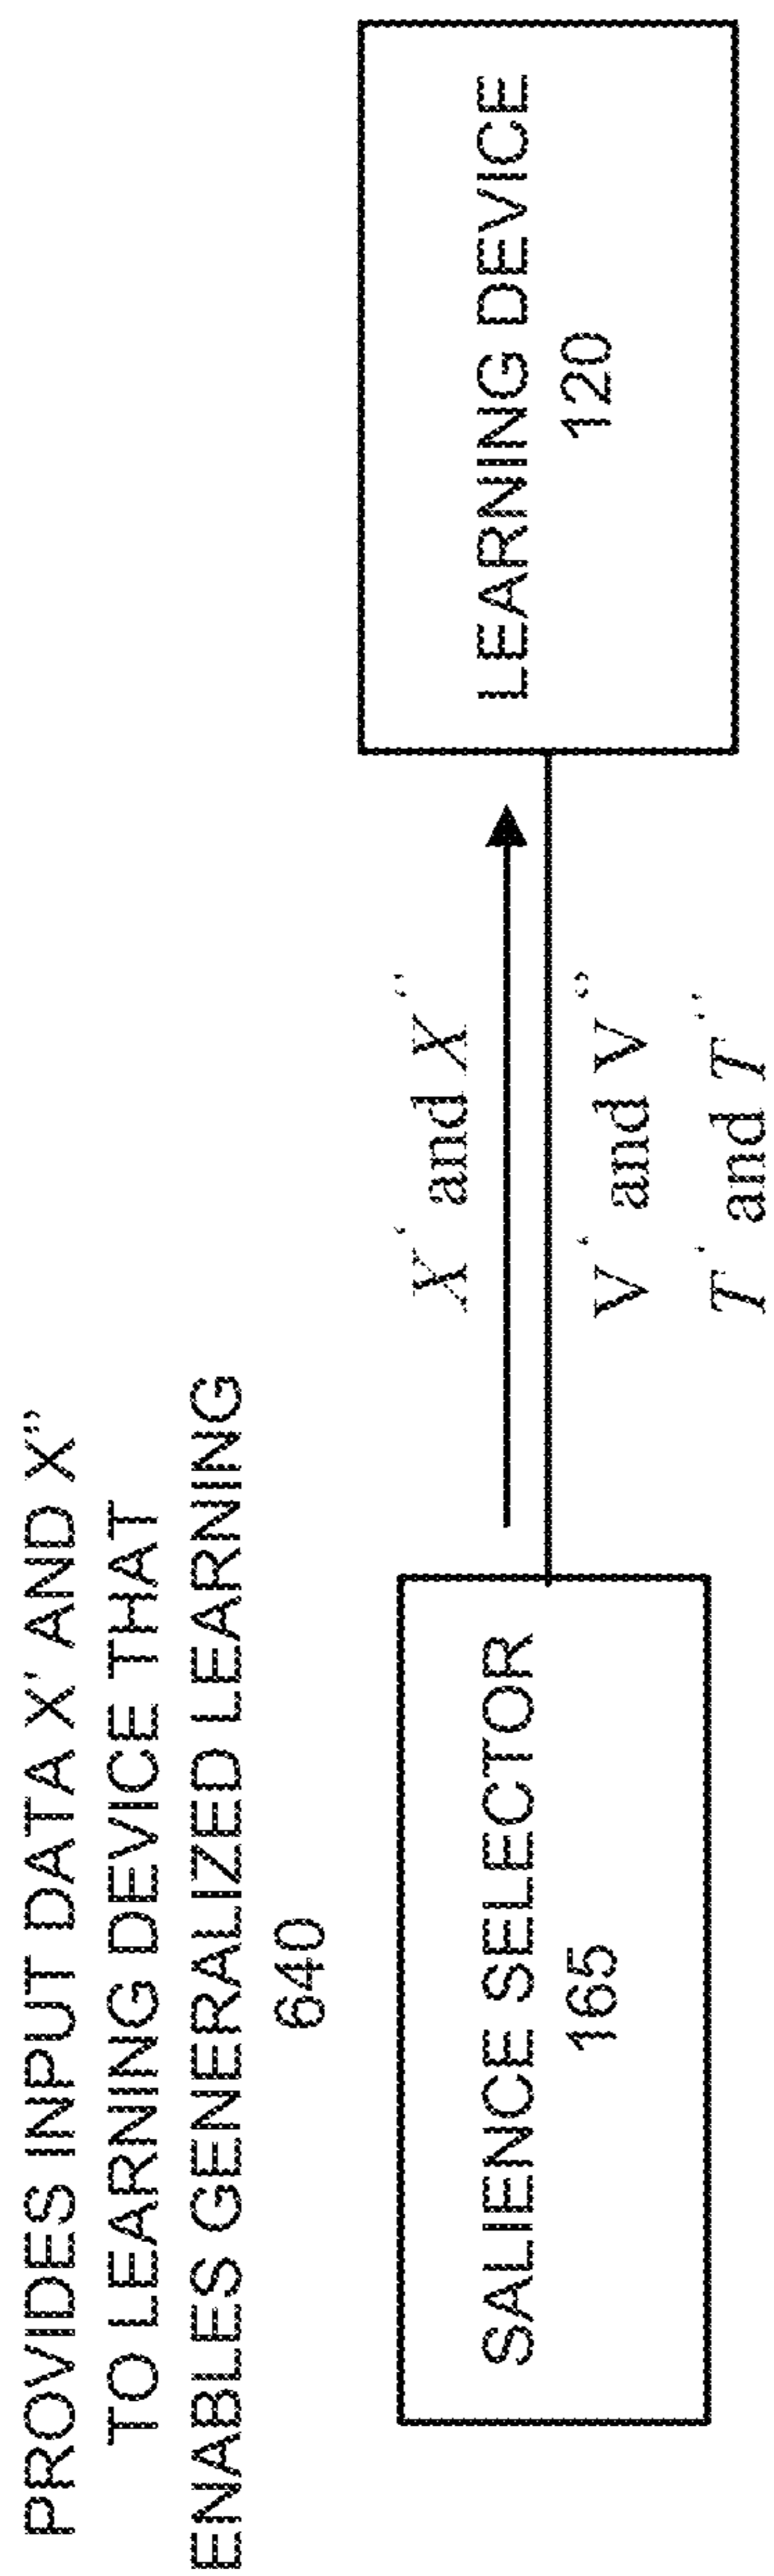 PROVIDES INPUT DATA X' AND X''
TO LEARNING DEVICE THAT
ENABLES GENERALIZED LEARNING
640
SALIENCE SELECTOR
165
X' and X''
V' and V''
T' and T''
LEARNING DEVICE
120